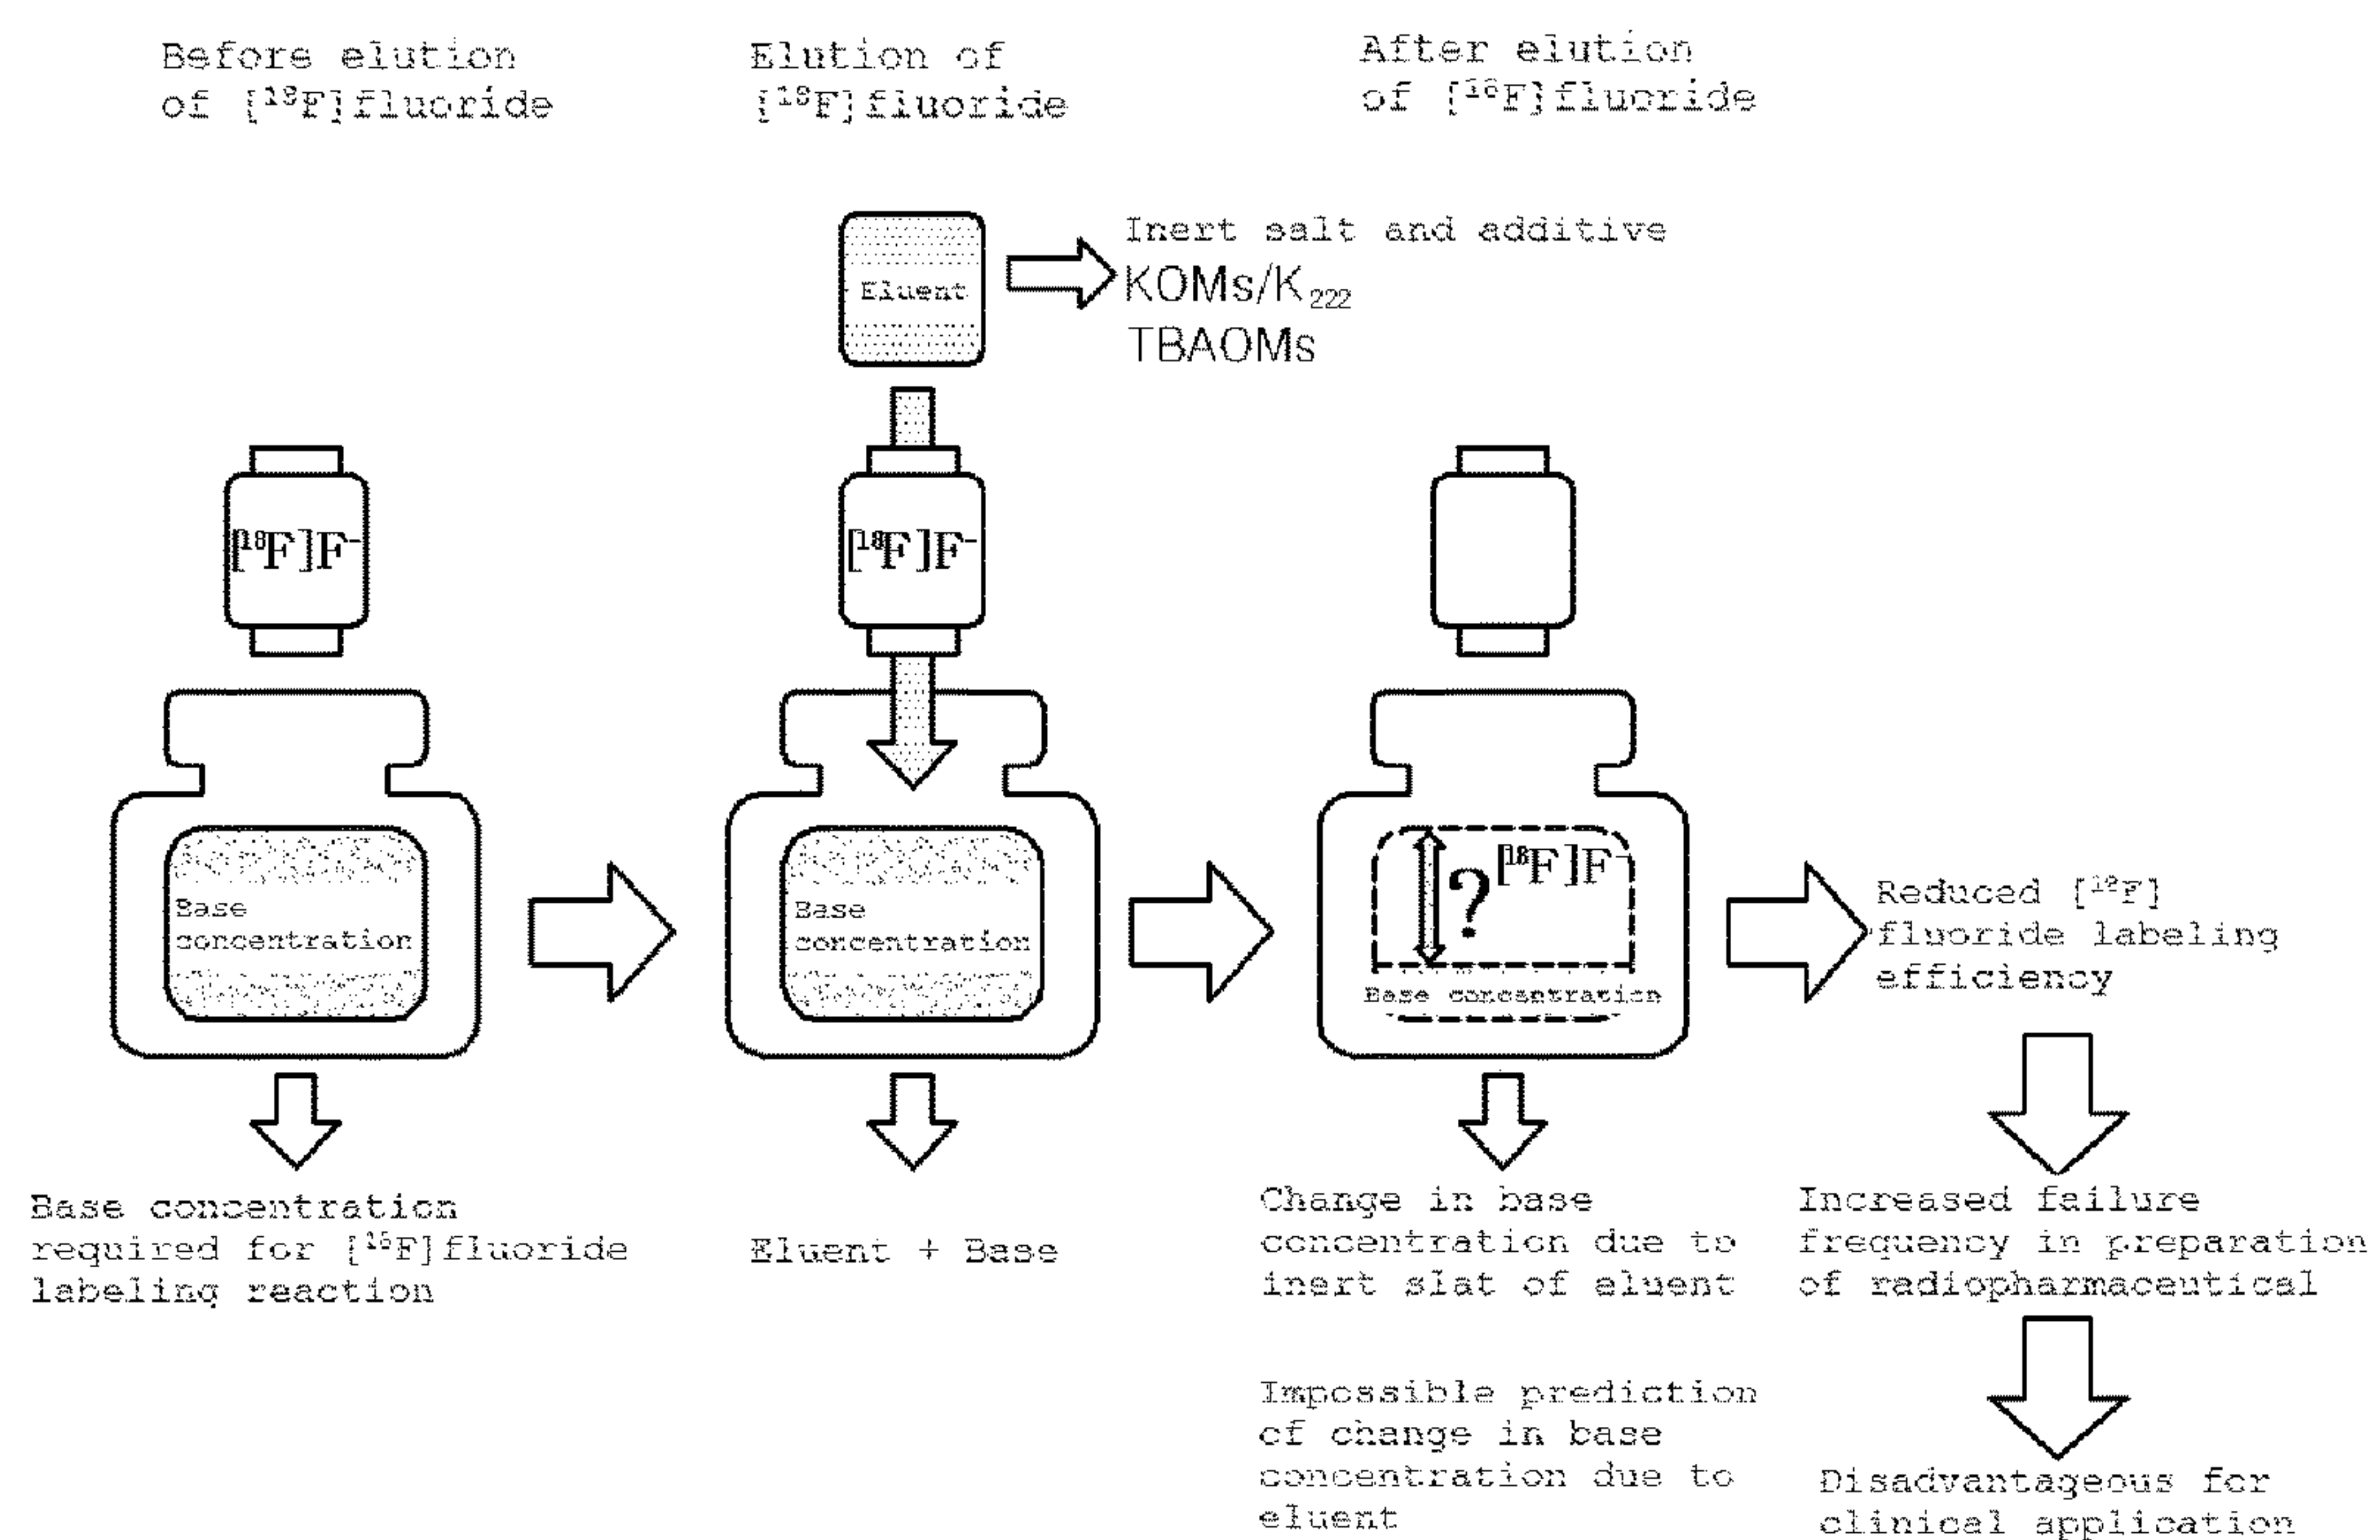 Before elution
of [¹⁸F]fluoride
Elution of
[¹⁸F]fluoride
After elution
of [¹⁸F]fluoride
Eluent
Inert salt and additive
KOMs/K₂₂₂
TBAOMs
[¹⁸F]F⁻
[¹⁸F]F⁻
Base
concentration
Base
concentration
? [¹⁸F]F⁻
Base concentration
Reduced [¹⁸F]
fluoride labeling
efficiency
Base concentration
required for [¹⁸F]fluoride
labeling reaction
Eluent + Base
Change in base
concentration due to
inert slat of eluent
Impossible prediction
of change in base
concentration due to
eluent
Increased failure
frequency in preparation
of radiopharmaceutical
Disadvantageous for
clinical application